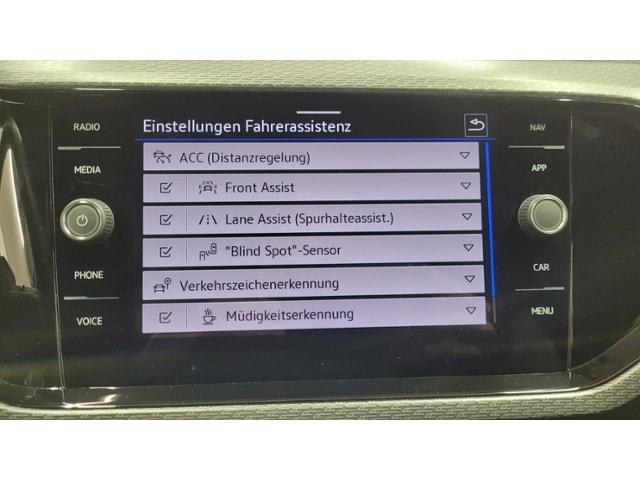 RADIO
MEDIA
PHONE
VOICE
Einstellungen Fahrerassistenz
ACC (Distanzregelung)
Front Assist
Lane Assist (Spurhalteassist.)
"Blind Spot"-Sensor
Verkehrszeichenerkennung
Müdigkeitserkennung
NAV
APP
CAR
MENU